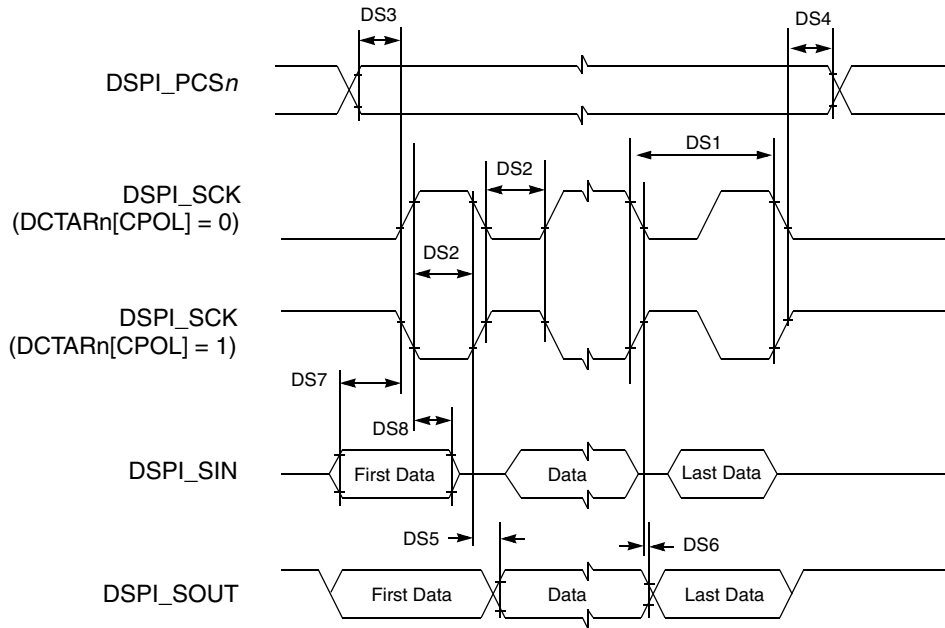 DS3
DS4
DSPI_PCSn
DS1
DS2
DSPI_SCK
(DCTARn[CPOL] = 0)
DS2
DSPI_SCK
(DCTARn[CPOL] = 1)
DS7
DS8
DSPI_SIN
First Data
Data
Last Data
DS5
DS6
DSPI_SOUT
First Data
Data
Last Data